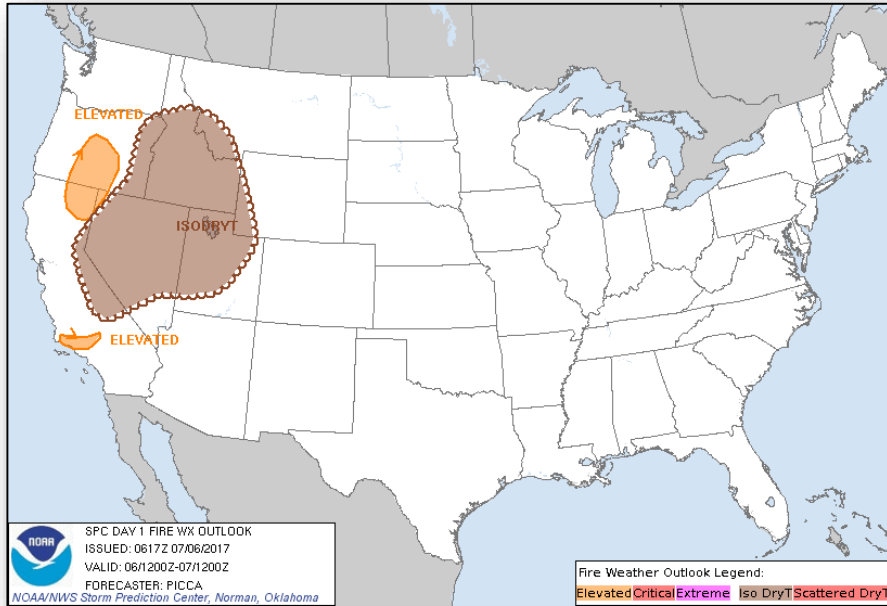 ELEVATED
ISODRYT
ELEVATED
NOAA
SPC DAY 1 FIRE WX OUTLOOK
ISSUED: 0617Z 07/06/2017
VALID: 06/1200Z-07/1200Z
FORECASTER: PICCA
NOAA/NWS Storm Prediction Center, Norman, Oklahoma
Fire Weather Outlook Legend:
Elevated Critical Extreme Iso DryT Scattered DryT